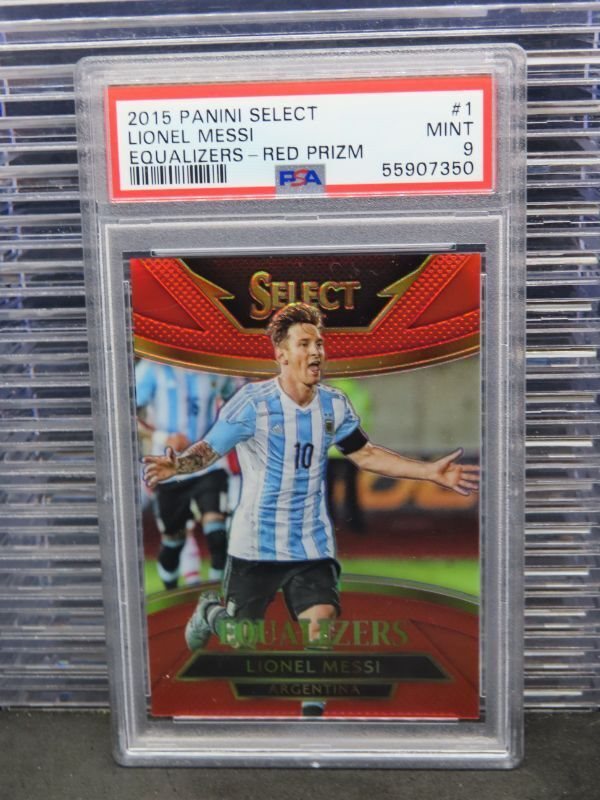 2015 PANINI SELECT #1
LIONEL MESSI MINT
EQUALIZERS - RED PRIZM 9
PSA 55907350
SELECT
10
EQUALIZERS
LIONEL MESSI
ARGENTINA